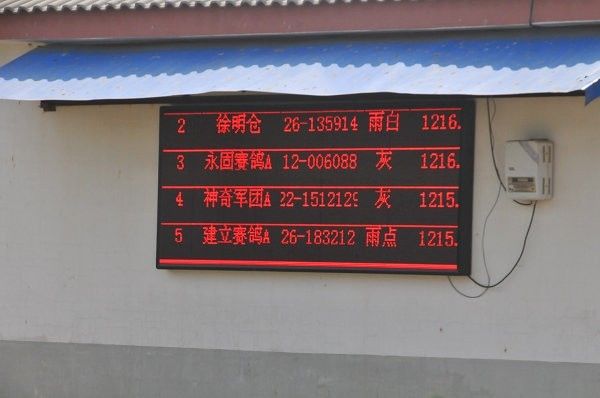 2 徐明仓 26-135914 雨白 1216.
3 永固赛鸽A 12-006088 灰 1216.
4 神奇军团A 22-1512129 灰 1215.
5 建立赛鸽A 26-183212 雨点 1215.